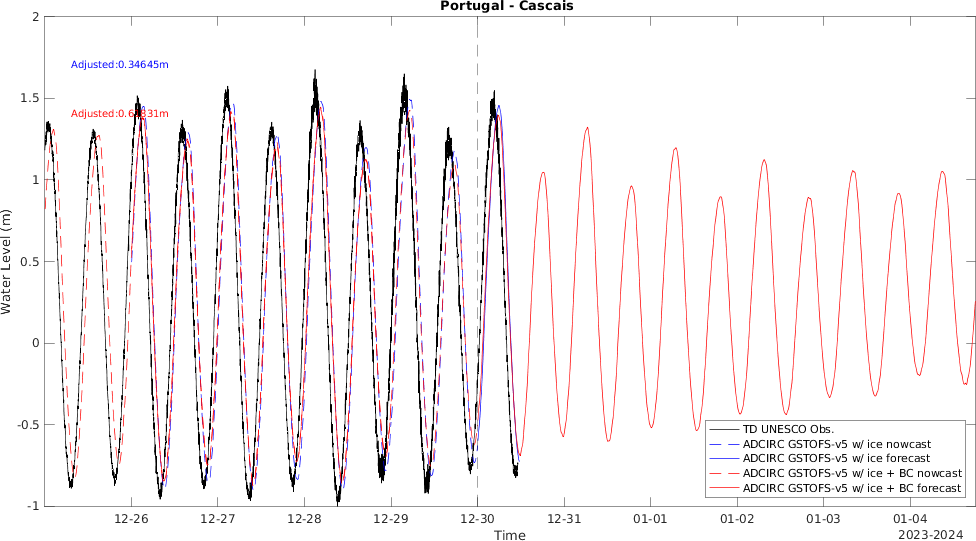 Portugal - Cascais
2
Adjusted:0.34645m
1.5
Adjusted:
1
0.5
Water Level (m)
0
-0.5
-1
TD UNESCO Obs.
ADCIRC GSTOFS-v5 w/ ice nowcast
ADCIRC GSTOFS-v5 w/ ice forecast
ADCIRC GSTOFS-v5 w/ ice + BC nowcast
ADCIRC GSTOFS-v5 w/ ice + BC forecast
12-26 12-27 12-28 12-29 12-30 12-31 01-01 01-02 01-03 01-04
Time
2023-2024